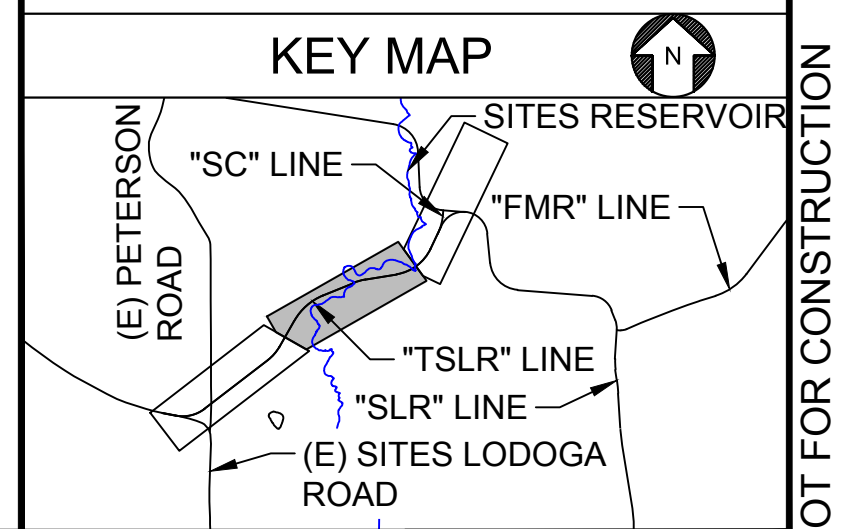 KEY MAP
N
SITES RESERVOIR
"SC" LINE
"FMR" LINE
(E) PETERSON
ROAD
"TSLR" LINE
"SLR" LINE
(E) SITES LODOGA
ROAD
OT FOR CONSTRUCTION